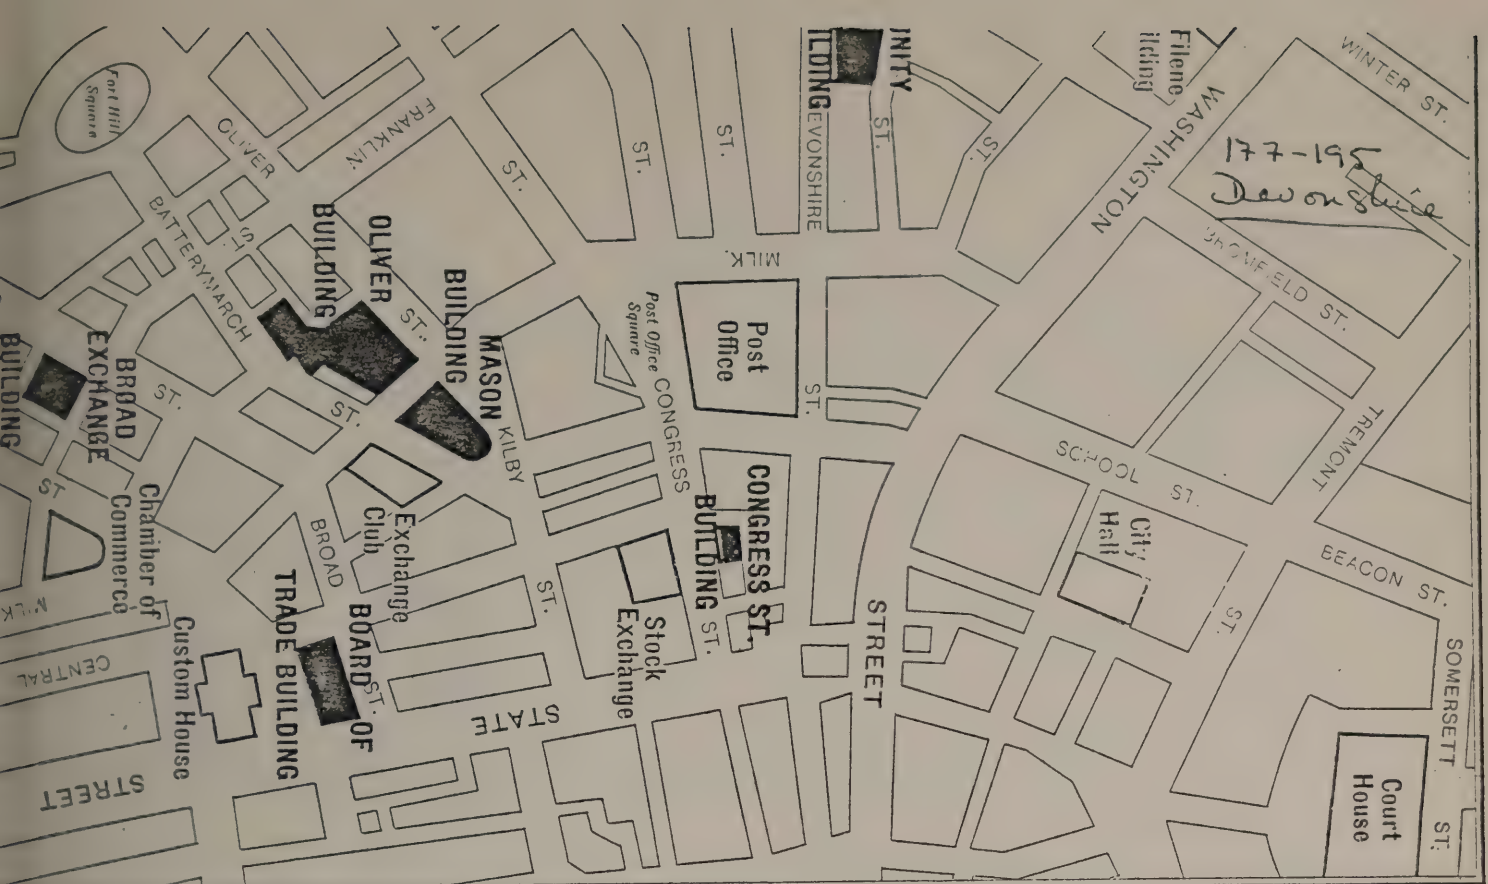 WINTER ST.
Filene
ilding
INITY
ILDING
WASHINGTON
177-195
Devonshire
Fort Hill
Square
OLIVER
FRANKLIN
ST.
ST.
ST.
DEVONSHIRE
ST.
ST.
BATTERYMARCH
ST.
OLIVER
BUILDING
MILK
BROMFIELD ST.
MASON
BUILDING
ST.
Post Office
Square
Post
Office
ST.
BROAD
EXCHANGE
BUILDING
ST.
ST.
KILBY
CONGRESS
TREMONT
SCHOOL ST.
ST
Chamber of
Commerce
BROAD
Exchange
Club
CONGRESS ST.
BUILDING
City
Hall
BEACON ST.
MILK
ST.
Stock
Exchange
ST.
STREET
ST.
CENTRAL
Custom House
BOARD OF
TRADE BUILDING
ST.
STATE
SOMERSETT
STREET
Court
House
ST.